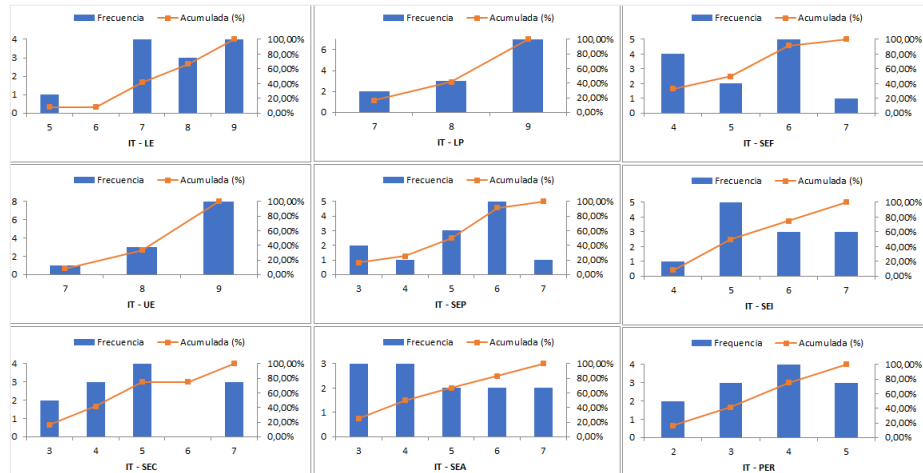 Frecuencia Acumulada (%)
4 100,00%
3 80,00%
2 60,00%
1 40,00%
0 20,00%
0,00%
5 6 7 8 9
IT - LE
Frecuencia Acumulada (%)
6 100,00%
4 80,00%
2 60,00%
0 40,00%
20,00%
0,00%
7 8 9
IT - LP
Frecuencia Acumulada (%)
5 100,00%
4 80,00%
3 60,00%
2 40,00%
1 20,00%
0 0,00%
4 5 6 7
IT - SEF
Frecuencia Acumulada (%)
8 100,00%
6 80,00%
4 60,00%
2 40,00%
0 20,00%
0,00%
7 8 9
IT - UE
Frecuencia Acumulada (%)
5 100,00%
4 80,00%
3 60,00%
2 40,00%
1 20,00%
0 0,00%
3 4 5 6 7
IT - SEP
Frecuencia Acumulada (%)
5 100,00%
4 80,00%
3 60,00%
2 40,00%
1 20,00%
0 0,00%
4 5 6 7
IT - SEI
Frecuencia Acumulada (%)
4 100,00%
3 80,00%
2 60,00%
1 40,00%
0 20,00%
0,00%
3 4 5 6 7
IT - SEC
Frecuencia Acumulada (%)
3 100,00%
2 80,00%
1 60,00%
0 40,00%
20,00%
0,00%
3 4 5 6 7
IT - SEA
Frequencia Acumulada (%)
4 100,00%
3 80,00%
2 60,00%
1 40,00%
0 20,00%
0,00%
2 3 4 5
IT - PER